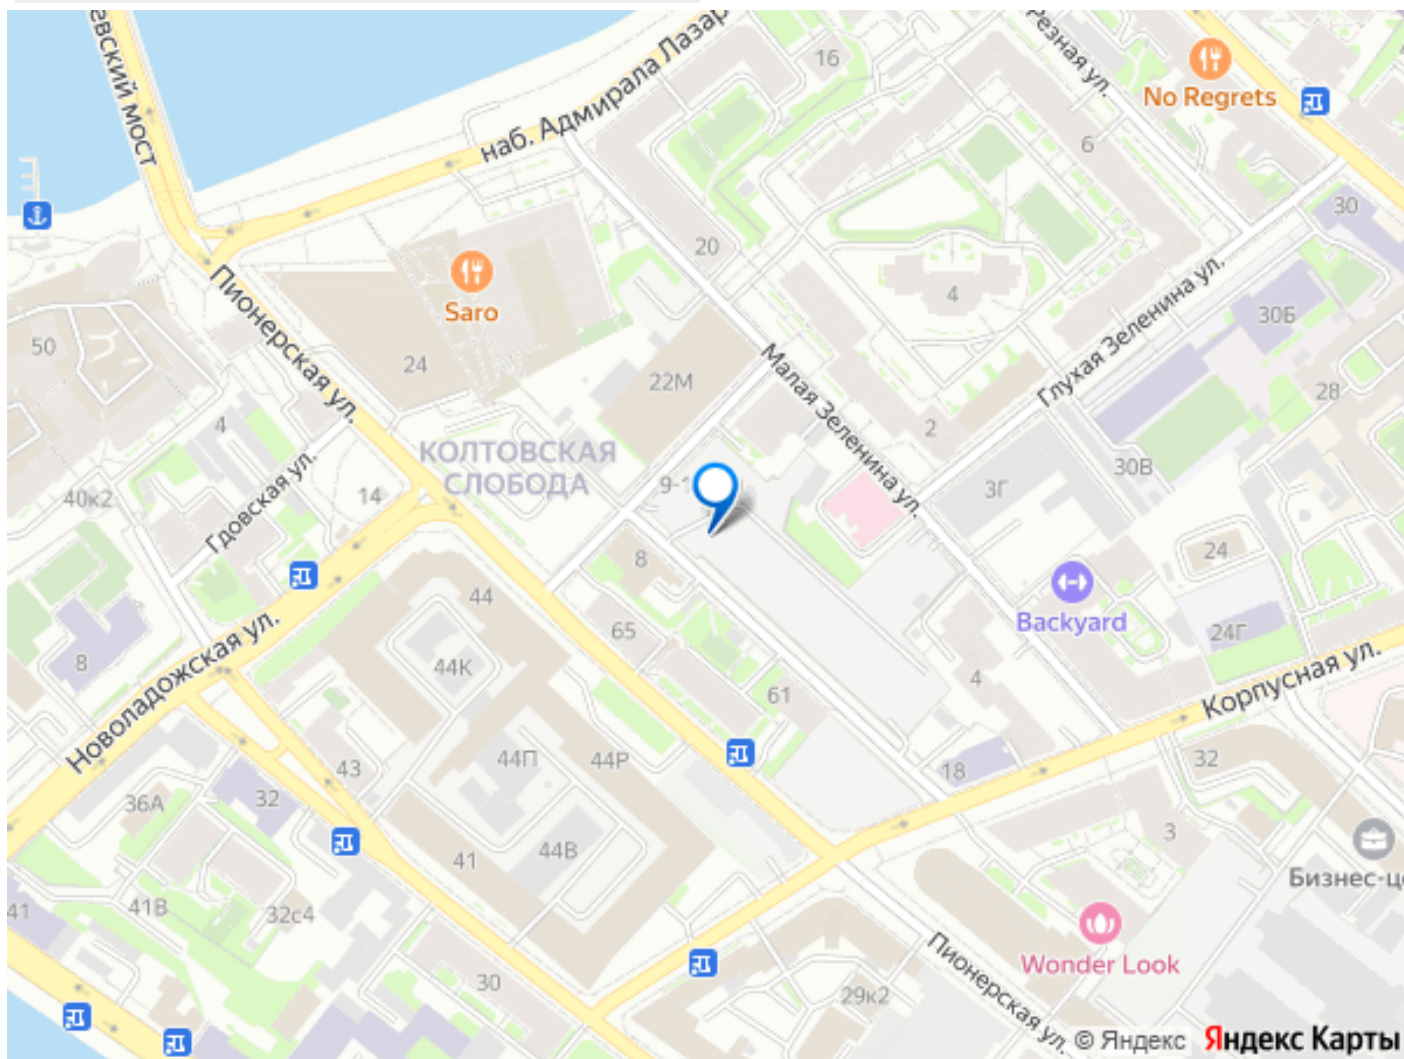 евский мост
наб. Адмирала Лазар
16
Резная ул.
No Regrets
6
30
20
4
Saro
Пионерская ул.
50
24
22М
Малая Зеленина ул.
Глухая Зеленина ул.
30Б
28
4
КОЛТОВСКАЯ
СЛОБОДА
2
30В
40к2
Гдовская ул.
14
9-1
3Г
8
24
44
Backyard
8
65
24Г
Новоладожская ул.
44К
61
4
Корпусная ул.
43
44П
44Р
18
32
36А
32
3
41
44В
Бизнес-це
41
41В
32с4
Wonder Look
30
29к2
Пионерская ул.
© Яндекс
Яндекс Карты